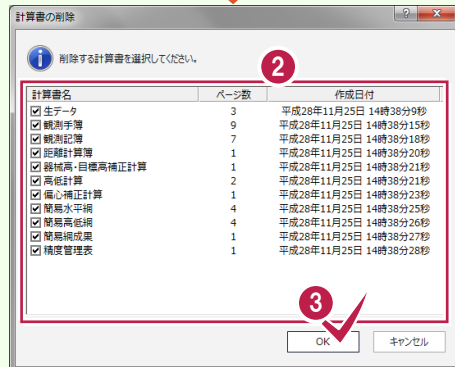 計算書の削除
削除する計算書を選択してください。
2
計算書名 ページ数 作成日付
生データ 3 平成28年11月25日 14時38分9秒
観測手簿 9 平成28年11月25日 14時38分15秒
観測記簿 7 平成28年11月25日 14時38分18秒
距離計算簿 1 平成28年11月25日 14時38分20秒
器械高・目標高補正計算 1 平成28年11月25日 14時38分21秒
高低計算 2 平成28年11月25日 14時38分21秒
偏心補正計算 1 平成28年11月25日 14時38分23秒
簡易水平網 4 平成28年11月25日 14時38分25秒
簡易高低網 4 平成28年11月25日 14時38分26秒
簡易網成果 1 平成28年11月25日 14時38分27秒
精度管理表 1 平成28年11月25日 14時38分28秒
3
OK キャンセル